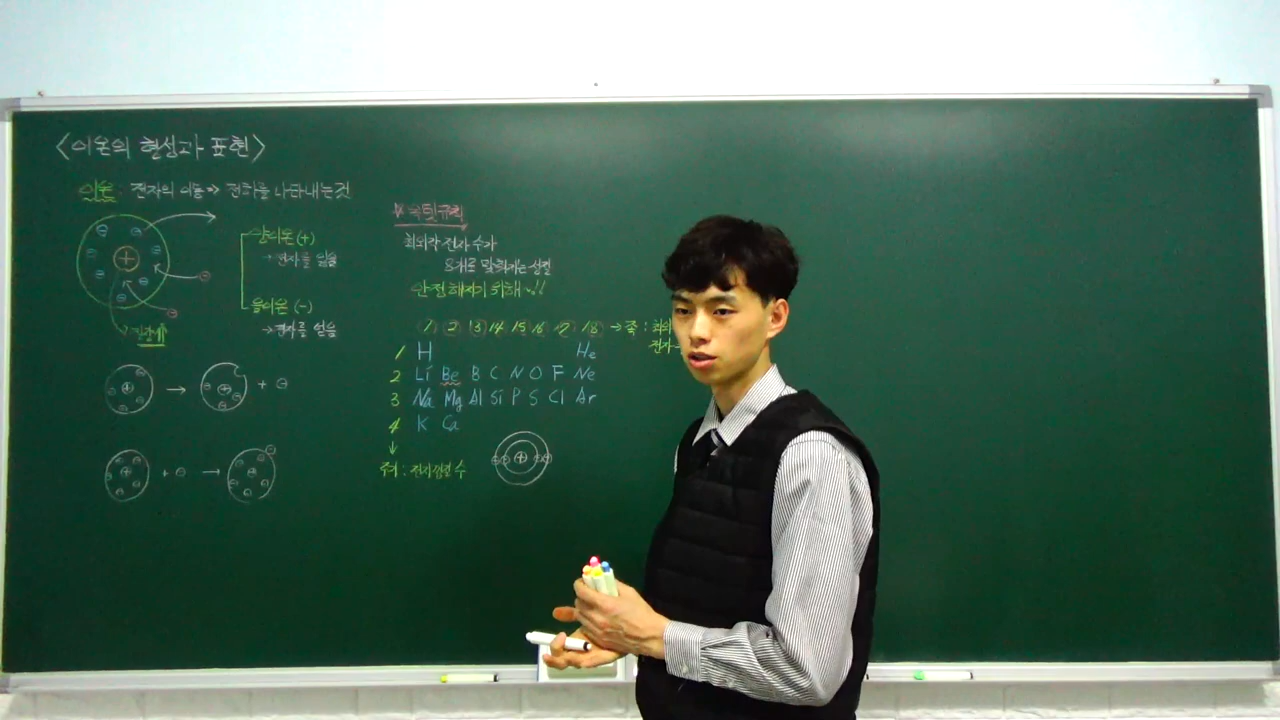 <이온의 형성과 표현>
이온: 전자의 이동 → 전하를 나타내는 것
양이온 (+)
→ 전자를 잃음
음이온 (-)
→ 전자를 얻음
옥텟규칙
최외각 전자 수가
8개로 맞춰지는 성질
안정해지기 위해..!!
1 2 13 14 15 16 17 18 → 족 : 최외
전자
1 H He
2 Li Be B C N O F Ne
3 Na Mg Al Si P S Cl Ar
4 K Ca
주기 : 전자껍질 수